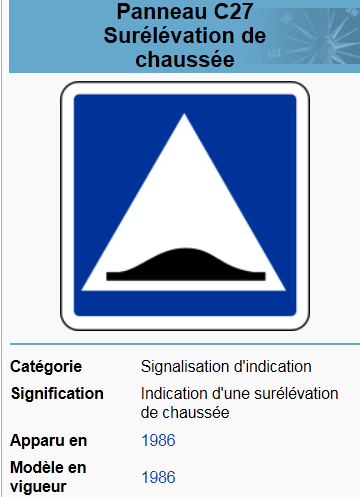 Panneau C27
Surélévation de
chaussée
Catégorie Signalisation d'indication
Signification Indication d'une surélévation
de chaussée
Apparu en 1986
Modèle en
vigueur 1986